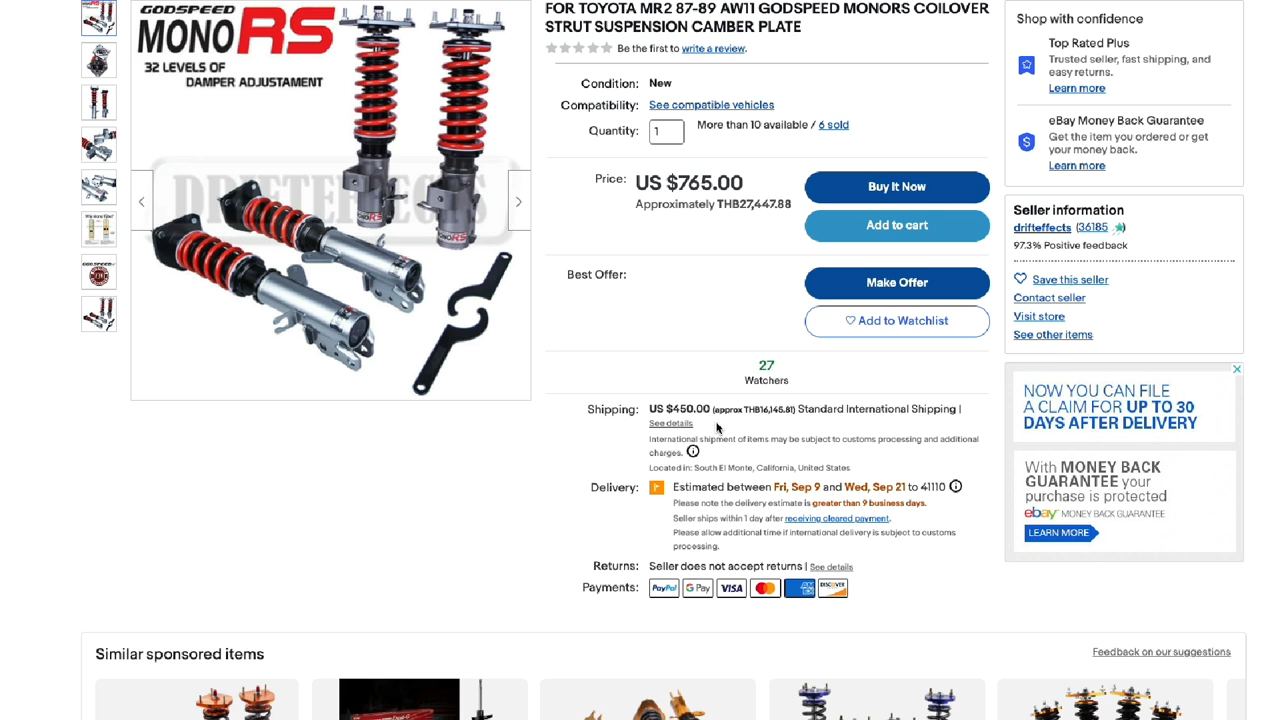 GODSPEED
MONORS
32 LEVELS OF
DAMPER ADJUSTAMENT
DRIFTEFFECTS
FOR TOYOTA MR2 87-89 AW11 GODSPEED MONORS COILOVER
STRUT SUSPENSION CAMBER PLATE
Be the first to write a review.
Condition: New
Compatibility: See compatible vehicles
Quantity: 1 More than 10 available / 6 sold
Price: US $765.00
Approximately THB27,447.88
Buy It Now
Add to cart
Best Offer:
Make Offer
♡ Add to Watchlist
27
Watchers
Shipping: US $450.00 (approx THB16,145.81) Standard International Shipping |
See details
International shipment of items may be subject to customs processing and additional
charges.
Located in: South El Monte, California, United States
Delivery: Estimated between Fri, Sep 9 and Wed, Sep 21 to 41110
Please note the delivery estimate is greater than 9 business days.
Seller ships within 1 day after receiving cleared payment.
Please allow additional time if international delivery is subject to customs
processing.
Returns: Seller does not accept returns | See details
Payments: PayPal G Pay VISA AM EX DISCOVER
Shop with confidence
Top Rated Plus
Trusted seller, fast shipping, and
easy returns.
Learn more
eBay Money Back Guarantee
Get the item you ordered or get
your money back.
Learn more
Seller information
drifteffects (36185)
97.3% Positive feedback
Save this seller
Contact seller
Visit store
See other items
NOW YOU CAN FILE
A CLAIM FOR UP TO 30
DAYS AFTER DELIVERY
With MONEY BACK
GUARANTEE your
purchase is protected
ebay MONEY BACK GUARANTEE
LEARN MORE
Similar sponsored items
Feedback on our suggestions